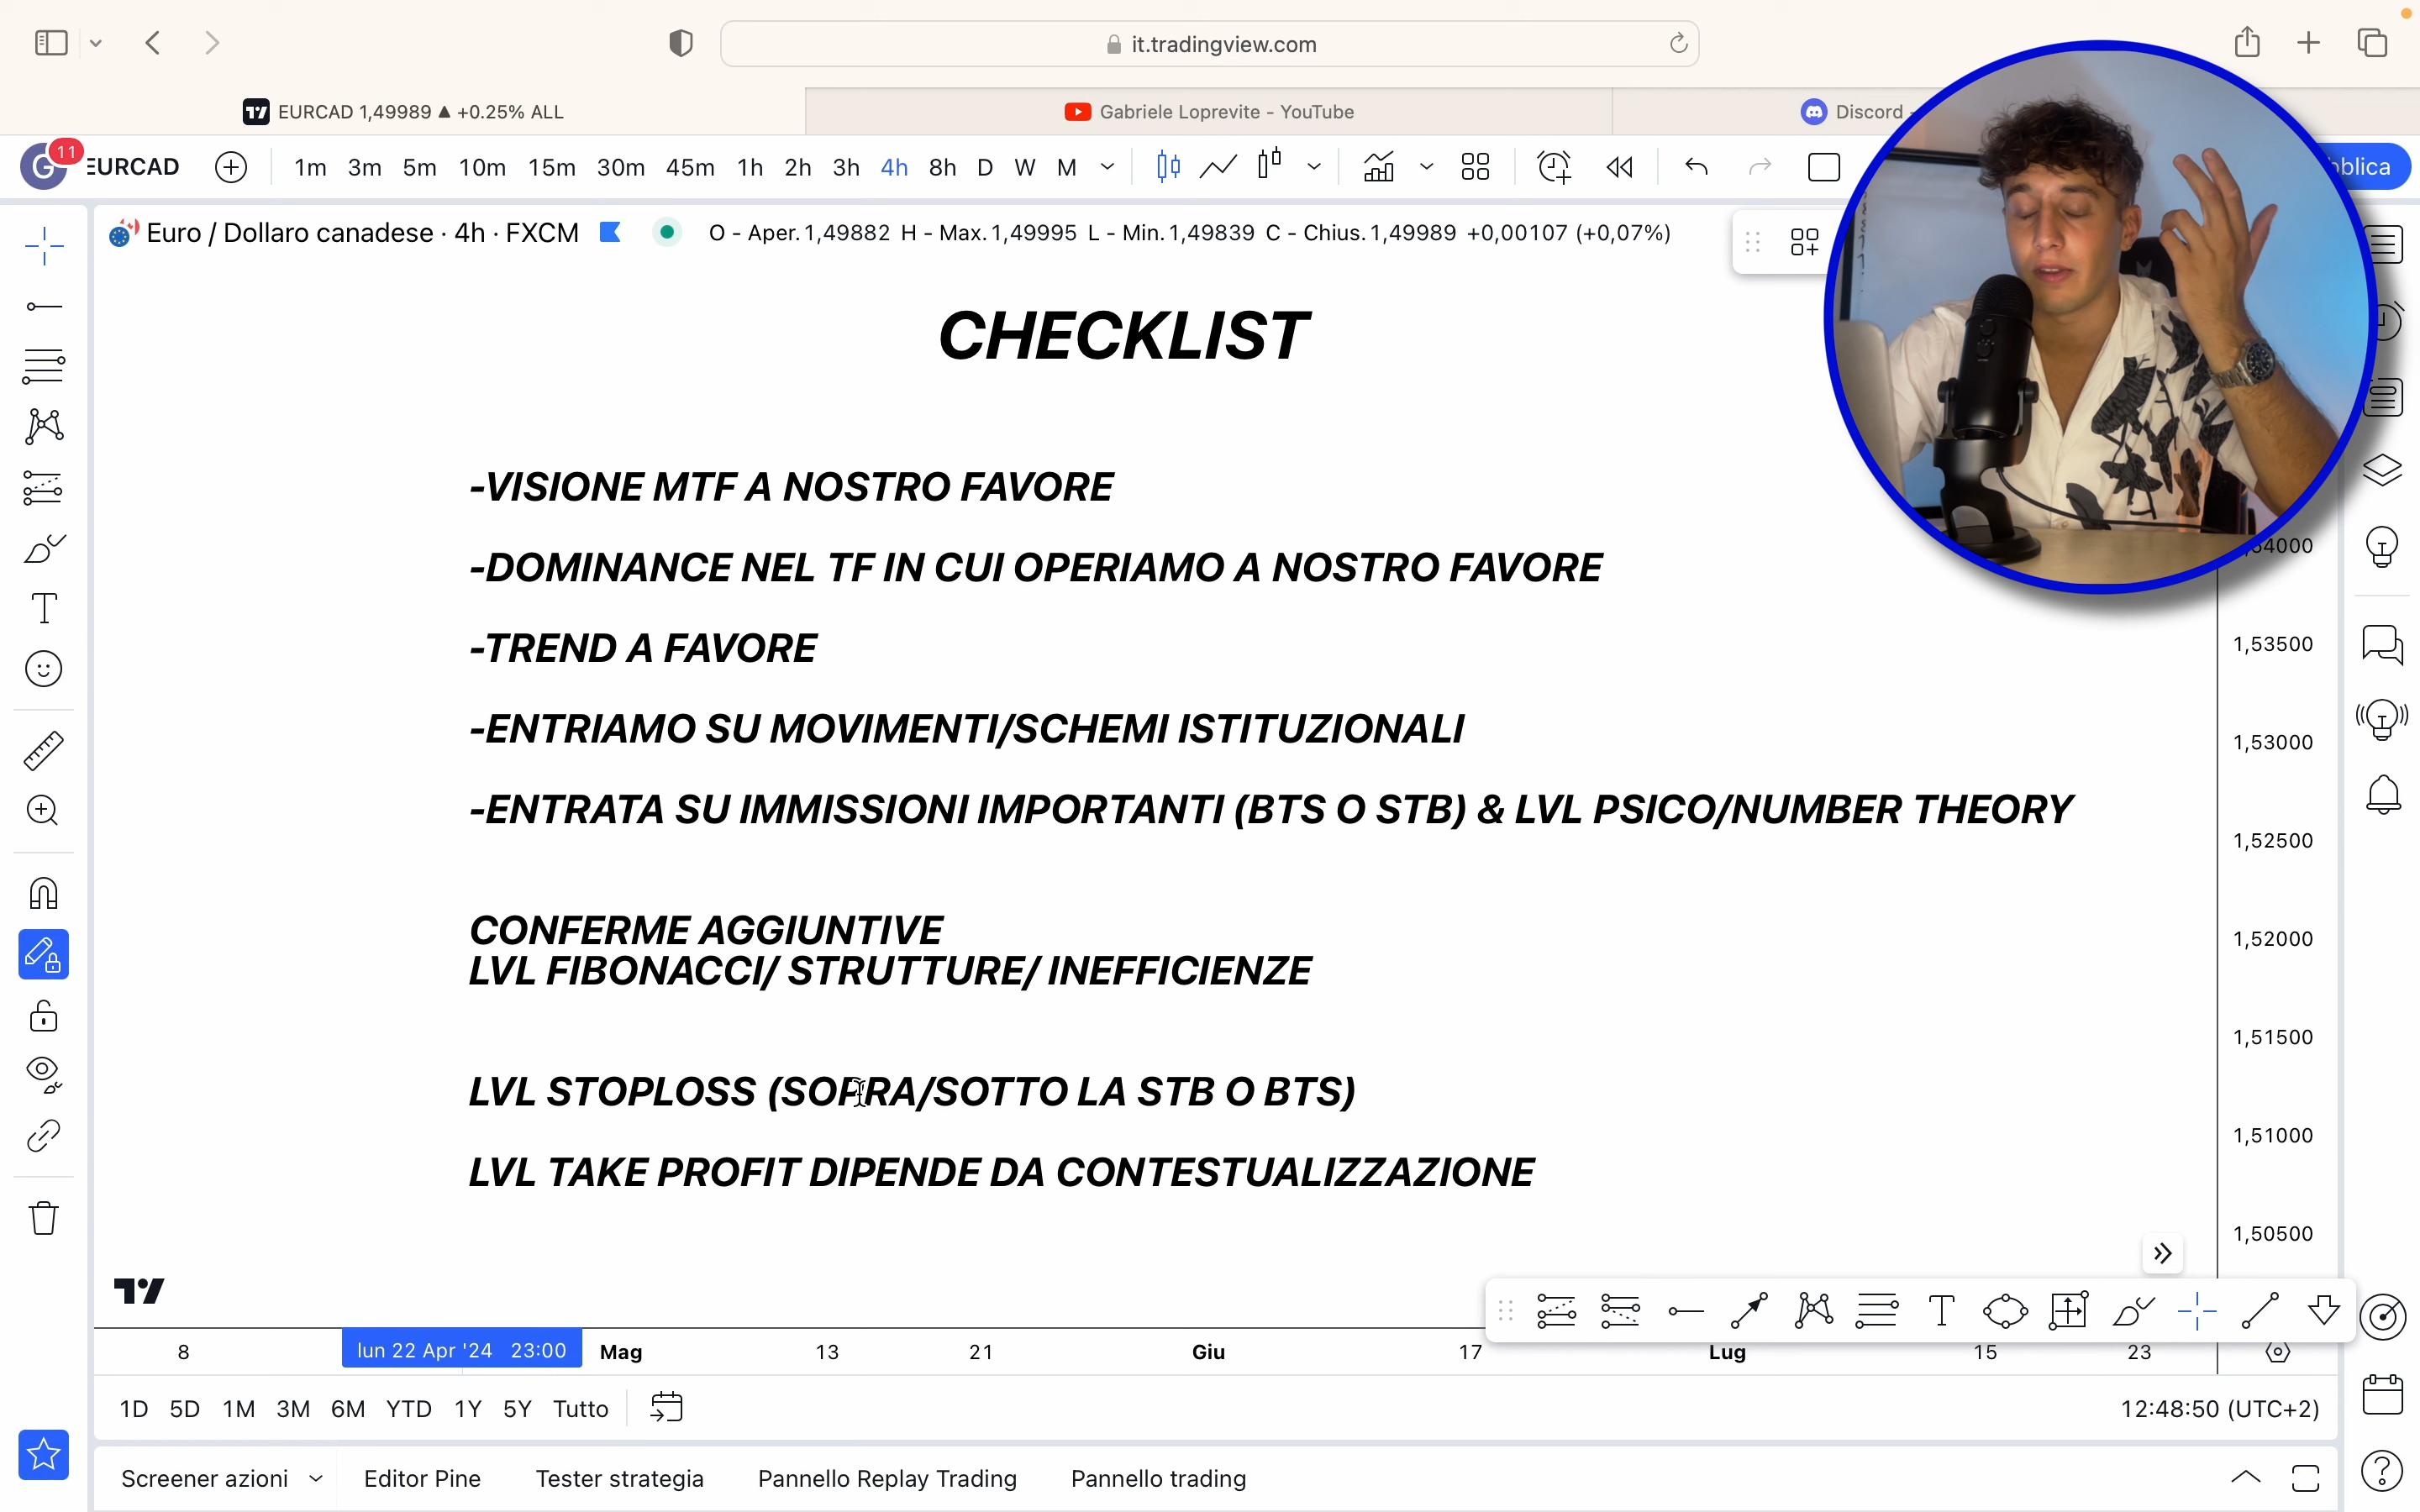 it.tradingview.com
EURCAD 1,49989 ▲ +0.25% ALL
Gabriele Loprevite - YouTube
Discord
G 11
EURCAD
1m 3m 5m 10m 15m 30m 45m 1h 2h 3h 4h 8h D W M
Euro / Dollaro canadese · 4h · FXCM
O - Aper. 1,49882 H - Max. 1,49995 L - Min. 1,49839 C - Chius. 1,49989 +0,00107 (+0,07%)
CHECKLIST
-VISIONE MTF A NOSTRO FAVORE
-DOMINANCE NEL TF IN CUI OPERIAMO A NOSTRO FAVORE
-TREND A FAVORE
-ENTRIAMO SU MOVIMENTI/SCHEMI ISTITUZIONALI
-ENTRATA SU IMMISSIONI IMPORTANTI (BTS O STB) & LVL PSICO/NUMBER THEORY
CONFERME AGGIUNTIVE
LVL FIBONACCI/ STRUTTURE/ INEFFICIENZE
LVL STOPLOSS (SOPRA/SOTTO LA STB O BTS)
LVL TAKE PROFIT DIPENDE DA CONTESTUALIZZAZIONE
1,53500
1,53000
1,52500
1,52000
1,51500
1,51000
1,50500
8 lun 22 Apr '24 23:00 Mag 13 21 Giu 17 Lug 15 23
1D 5D 1M 3M 6M YTD 1Y 5Y Tutto
12:48:50 (UTC+2)
Screener azioni Editor Pine Tester strategia Pannello Replay Trading Pannello trading